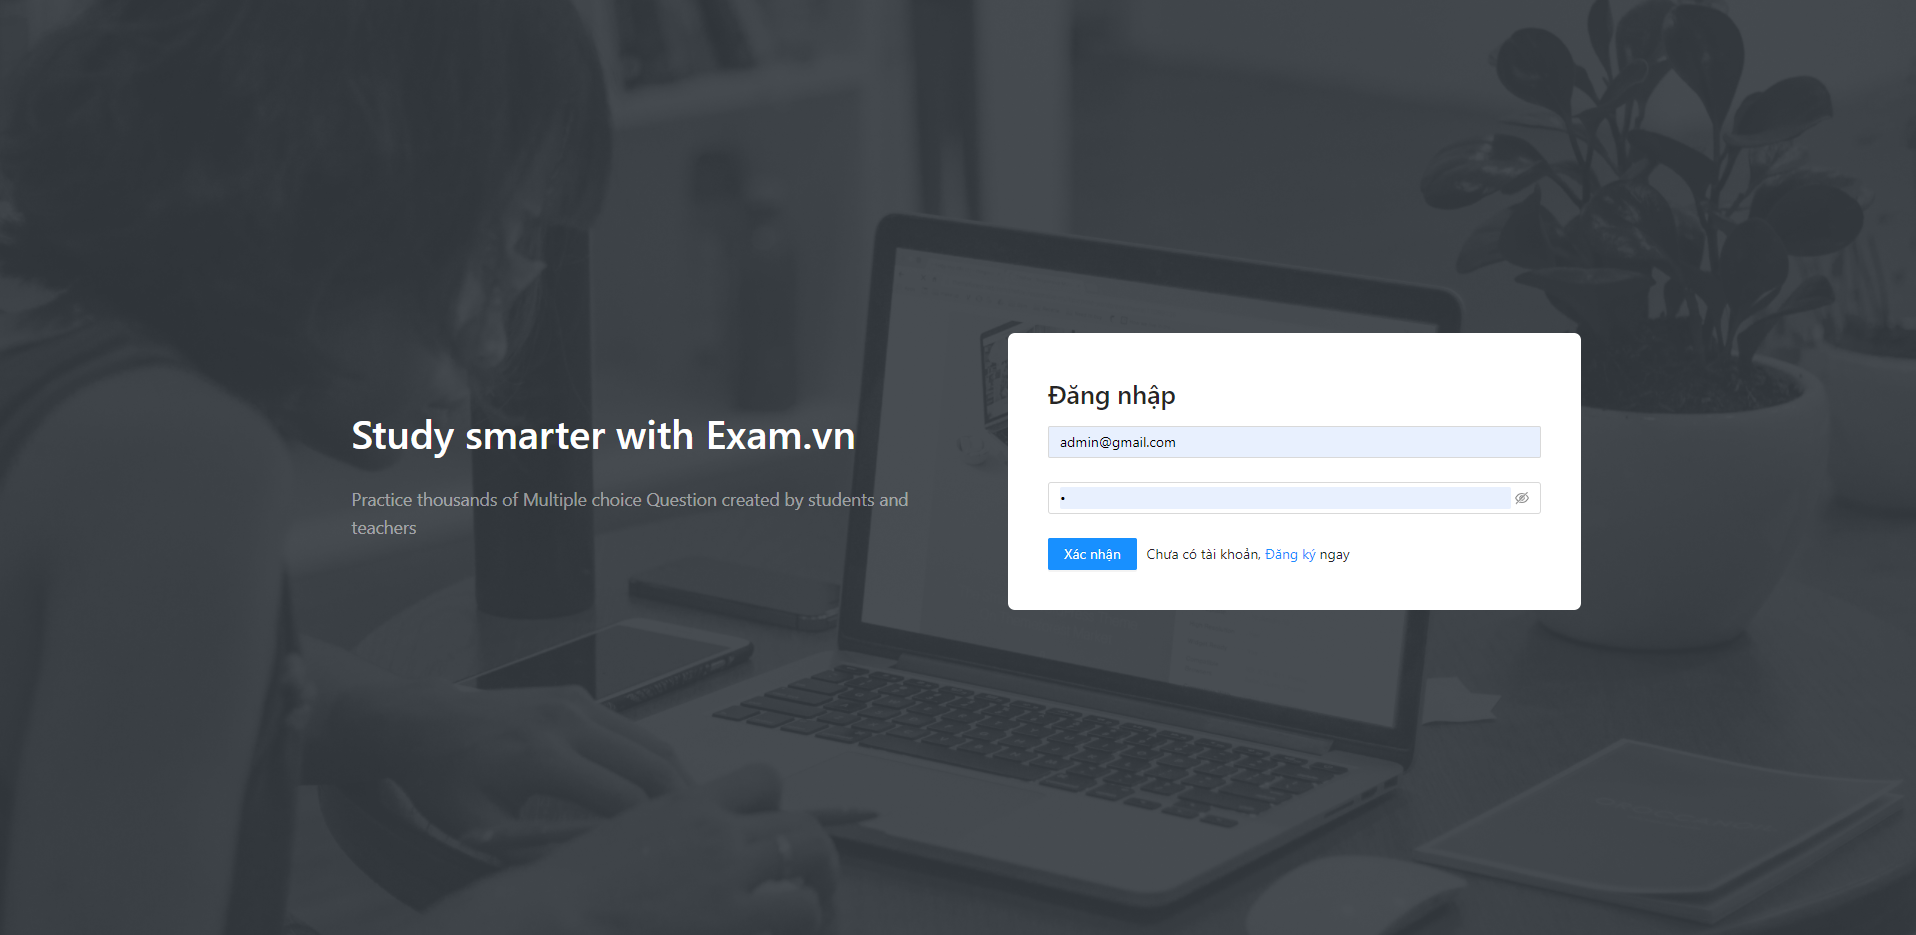 Study smarter with Exam.vn
Practice thousands of Multiple choice Question created by students and
teachers
Đăng nhập
admin@gmail.com
•
Xác nhận Chưa có tài khoản, Đăng ký ngay